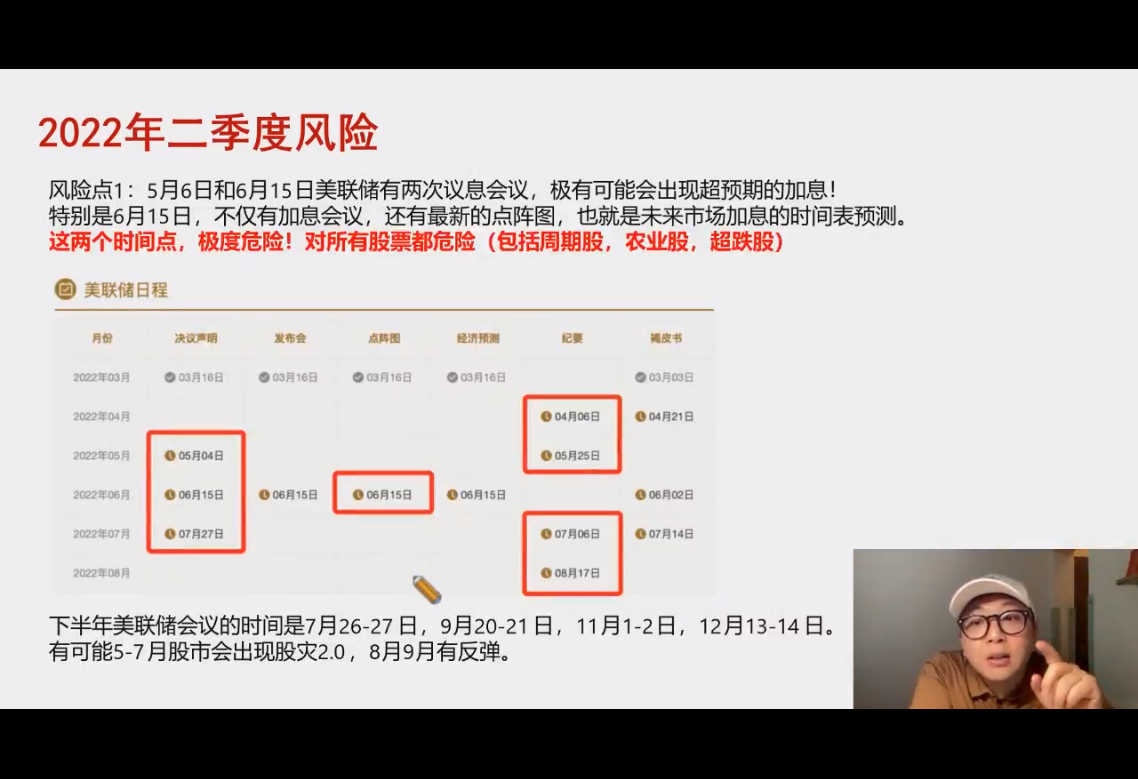 2022年二季度风险
风险点1：5月6日和6月15日美联储有两次议息会议，极有可能会出现超预期的加息！
特别是6月15日，不仅有加息会议，还有最新的点阵图，也就是未来市场加息的时间表预测。
这两个时间点，极度危险！对所有股票都危险（包括周期股，农业股，超跌股）
美联储日程
月份 决议声明 发布会 点阵图 经济预测 纪要 褐皮书
2022年03月 03月16日 03月16日 03月16日 03月16日 03月03日
2022年04月 04月06日 04月21日
2022年05月 05月04日 05月25日
2022年06月 06月15日 06月15日 06月15日 06月15日 06月02日
2022年07月 07月27日 07月06日 07月14日
2022年08月 08月17日
下半年美联储会议的时间是7月26-27日，9月20-21日，11月1-2日，12月13-14日。
有可能5-7月股市会出现股灾2.0，8月9月有反弹。